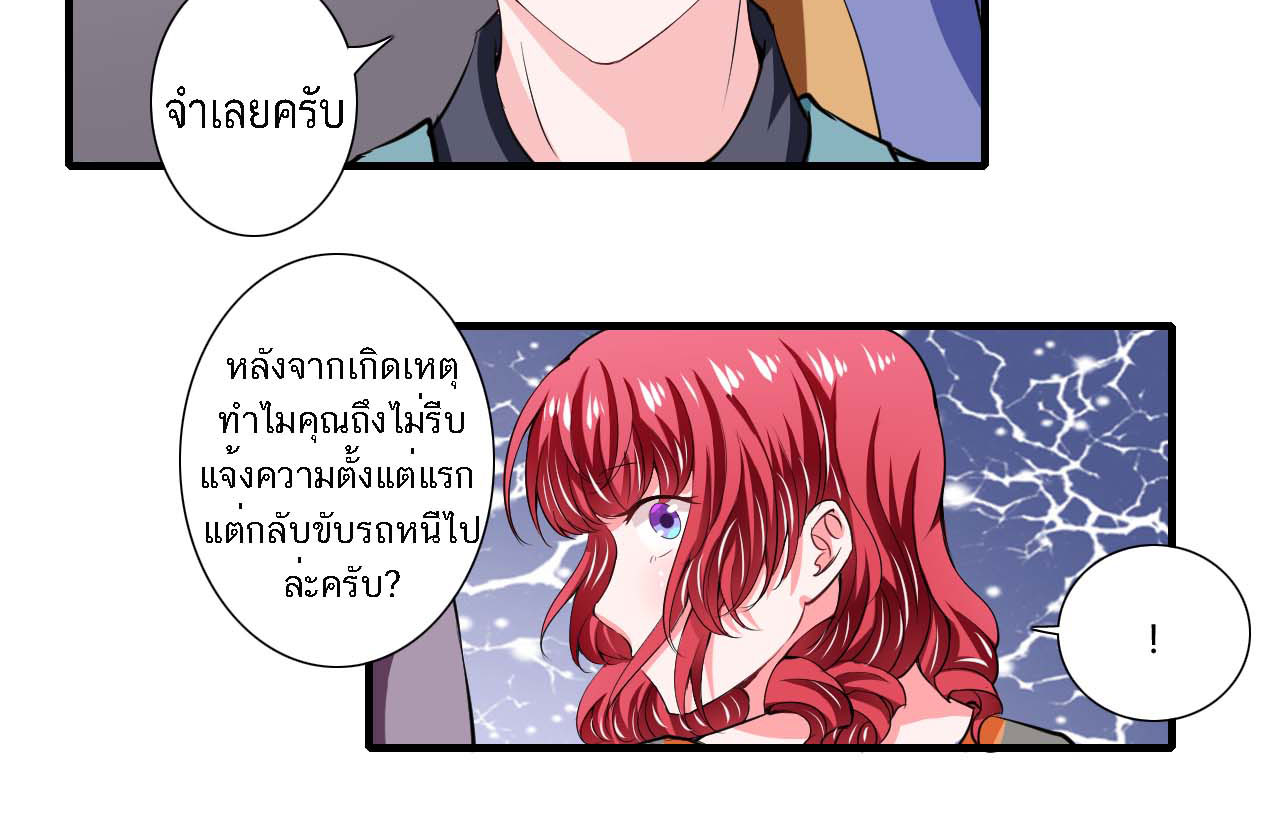 จำเลยครับ
หลังจากเกิดเหตุ
ทำไมคุณถึงไม่รีบ
แจ้งความตั้งแต่แรก
แต่กลับขับรถหนีไป
ล่ะครับ?
!